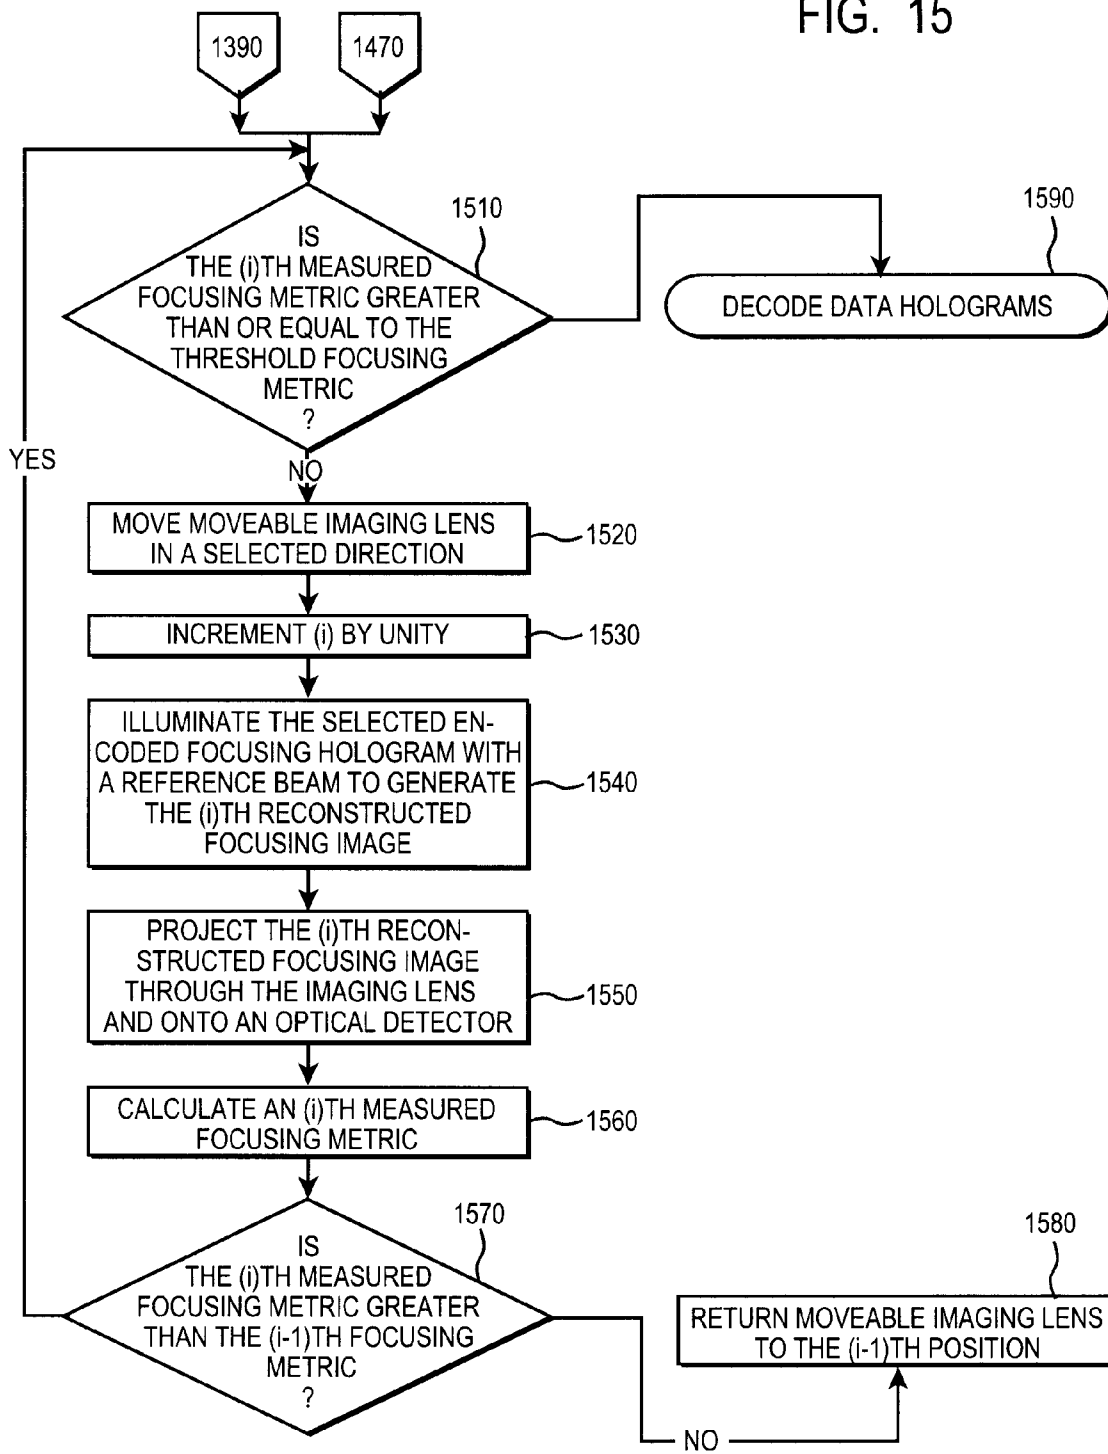 FIG. 15
1390
1470
1510
IS
THE (i)TH MEASURED
FOCUSING METRIC GREATER
THAN OR EQUAL TO THE
THRESHOLD FOCUSING
METRIC
?
1590
DECODE DATA HOLOGRAMS
YES
NO
MOVE MOVEABLE IMAGING LENS
IN A SELECTED DIRECTION
1520
INCREMENT (i) BY UNITY
1530
ILLUMINATE THE SELECTED EN-
CODED FOCUSING HOLOGRAM WITH
A REFERENCE BEAM TO GENERATE
THE (i)TH RECONSTRUCTED
FOCUSING IMAGE
1540
PROJECT THE (i)TH RECON-
STRUCTED FOCUSING IMAGE
THROUGH THE IMAGING LENS
AND ONTO AN OPTICAL DETECTOR
1550
CALCULATE AN (i)TH MEASURED
FOCUSING METRIC
1560
1570
IS
THE (i)TH MEASURED
FOCUSING METRIC GREATER
THAN THE (i-1)TH FOCUSING
METRIC
?
1580
RETURN MOVEABLE IMAGING LENS
TO THE (i-1)TH POSITION
NO